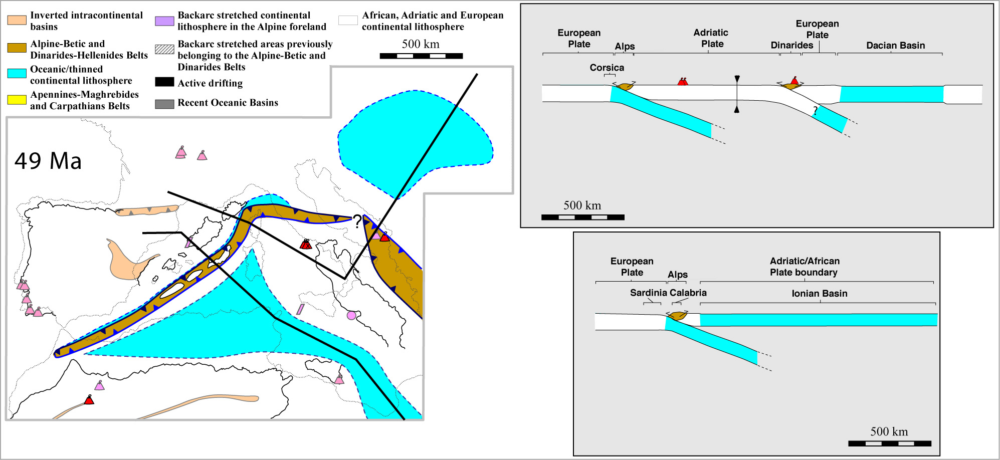 Inverted intracontinental
basins
Alpine-Betic and
Dinarides-Hellenides Belts
Oceanic/thinned
continental lithosphere
Apennines-Maghrebides
and Carpathians Belts
Backarc stretched continental
lithosphere in the Alpine foreland
Backarc stretched areas previously
belonging to the Alpine-Betic and
Dinarides Belts
Active drifting
Recent Oceanic Basins
African, Adriatic and European
continental lithosphere
500 km
49 Ma
?
European
Plate
Alps
Corsica
Adriatic
Plate
Dinarides
European
Plate
Dacian Basin
?
500 km
European
Plate
Alps
Sardinia
Calabria
Adriatic/African
Plate boundary
Ionian Basin
500 km